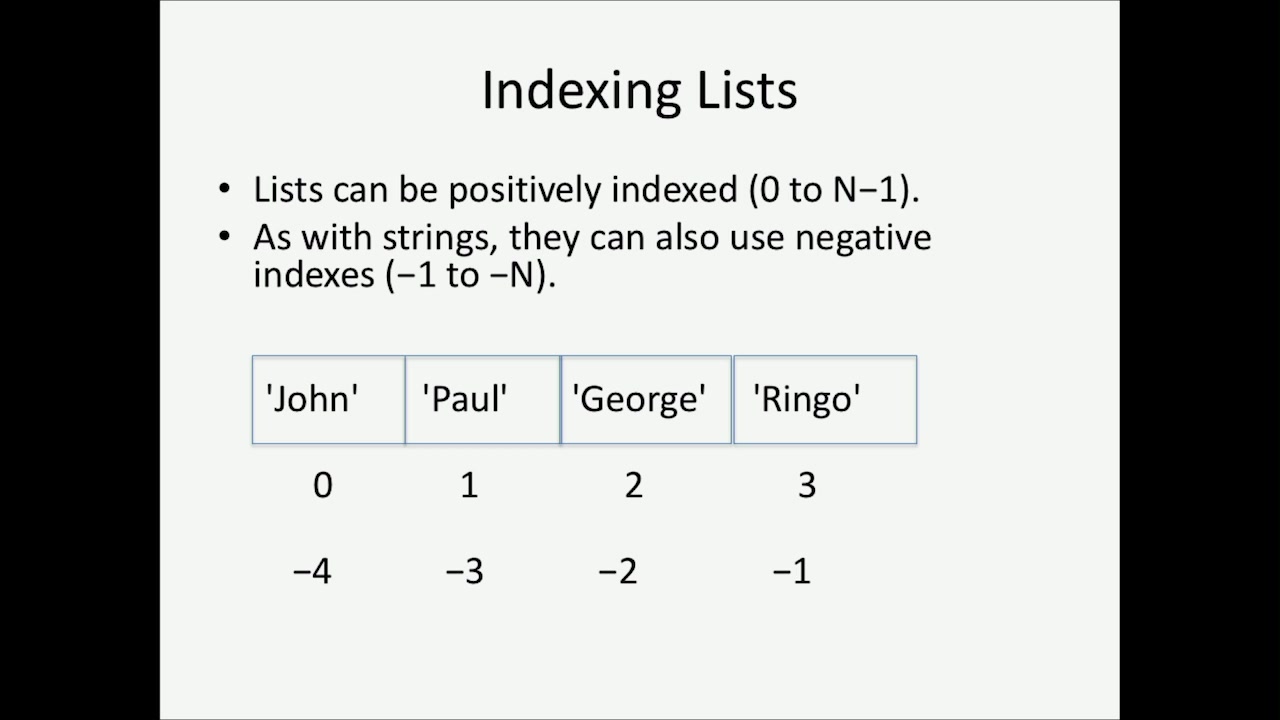 Indexing Lists
• Lists can be positively indexed (0 to N−1).
• As with strings, they can also use negative
indexes (−1 to −N).
'John' 'Paul' 'George' 'Ringo'
0 1 2 3
−4 −3 −2 −1